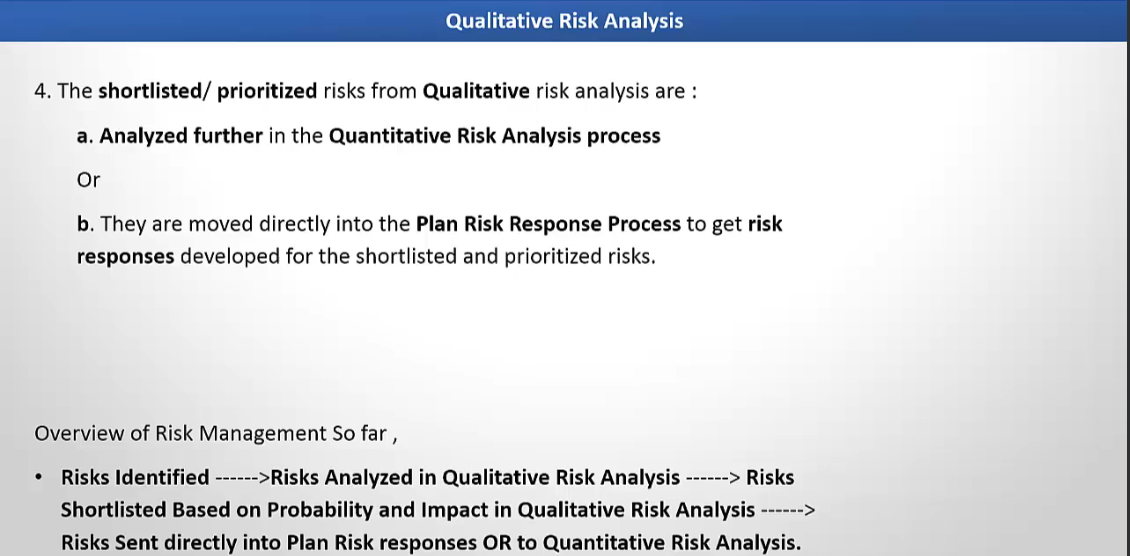 Qualitative Risk Analysis
4. The shortlisted/ prioritized risks from Qualitative risk analysis are :
a. Analyzed further in the Quantitative Risk Analysis process
Or
b. They are moved directly into the Plan Risk Response Process to get risk
responses developed for the shortlisted and prioritized risks.
Overview of Risk Management So far ,
• Risks Identified ------>Risks Analyzed in Qualitative Risk Analysis ------> Risks
Shortlisted Based on Probability and Impact in Qualitative Risk Analysis ------>
Risks Sent directly into Plan Risk responses OR to Quantitative Risk Analysis.